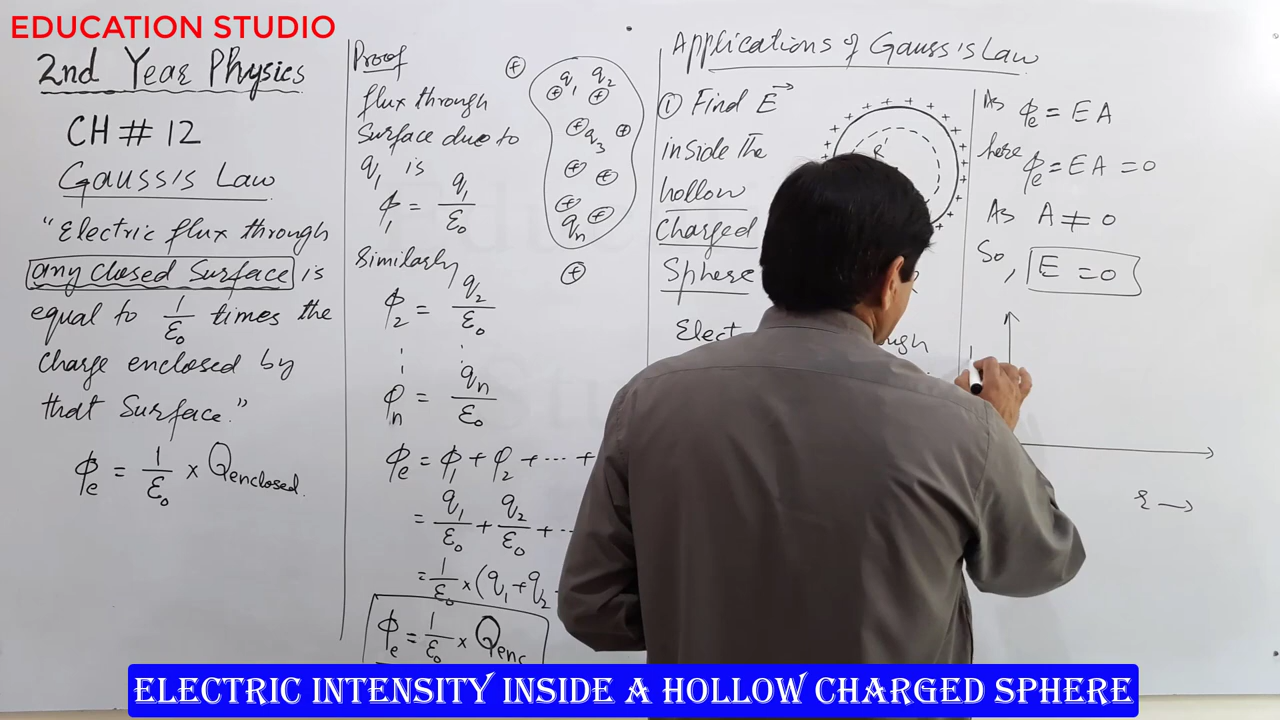 EDUCATION STUDIO
2nd Year Physics
CH # 12
Gauss's Law
"Electric flux through
any closed surface is
equal to 1/ε₀ times the
charge enclosed by
that surface."
ϕe = 1/ε₀ × Qenclosed.
Proof
flux through
surface due to
q₁ is
ϕ₁ = q₁/ε₀
Similarly
ϕ₂ = q₂/ε₀
ϕn = qn/ε₀
ϕe = ϕ₁ + ϕ₂ + ... +
= q₁/ε₀ + q₂/ε₀ + ...
= 1/ε₀ × (q₁ + q₂
ϕe = 1/ε₀ × Qenc
q₁ q₂
q₃
qn
Applications of Gauss's Law
① Find E→
inside the
hollow
charged
sphere
R'
Elect
ough
As ϕe = EA
here ϕe = EA = 0
As A ≠ 0
So, E = 0
r →
ELECTRIC INTENSITY INSIDE A HOLLOW CHARGED SPHERE